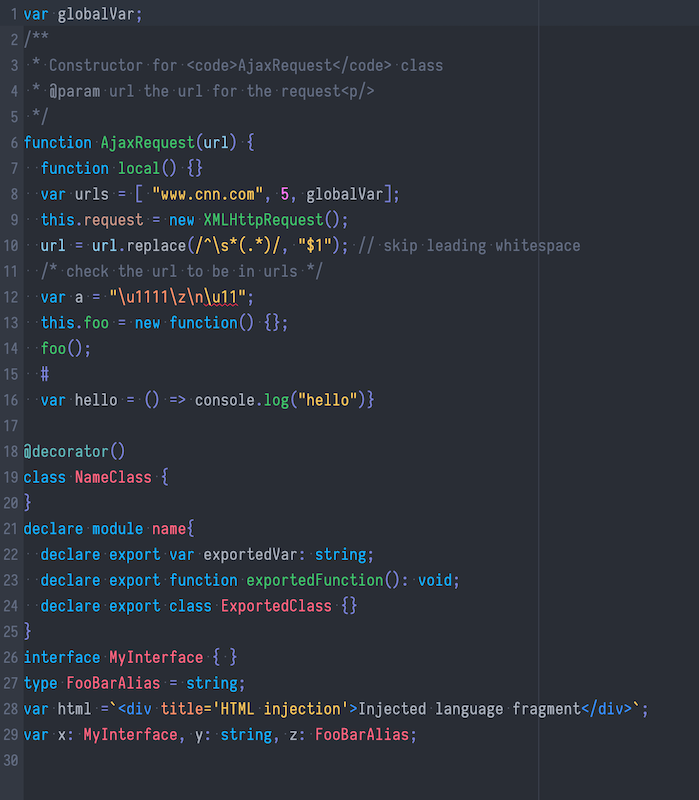 1 var globalVar;
2 /**
3  * Constructor for <code>AjaxRequest</code> class
4  * @param url the url for the request<p/>
5  */
6 function AjaxRequest(url) {
7   function local() {}
8   var urls = [ "www.cnn.com", 5, globalVar];
9   this.request = new XMLHttpRequest();
10   url = url.replace(/^\s*(.*)/, "$1"); // skip leading whitespace
11   /* check the url to be in urls */
12   var a = "\u1111\z\n\u11";
13   this.foo = new function() {};
14   foo();
15   #
16   var hello = () => console.log("hello")}
17
18 @decorator()
19 class NameClass {
20 }
21 declare module name{
22   declare export var exportedVar: string;
23   declare export function exportedFunction(): void;
24   declare export class ExportedClass {}
25 }
26 interface MyInterface { }
27 type FooBarAlias = string;
28 var html =`<div title='HTML injection'>Injected language fragment</div>`;
29 var x: MyInterface, y: string, z: FooBarAlias;
30